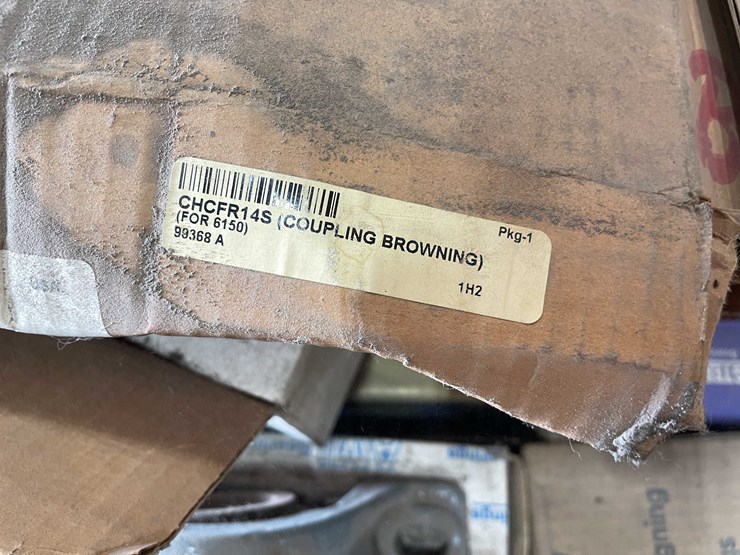 CHCFR14S (COUPLING BROWNING)
Pkg-1
(FOR 6150)
99368 A
1H2